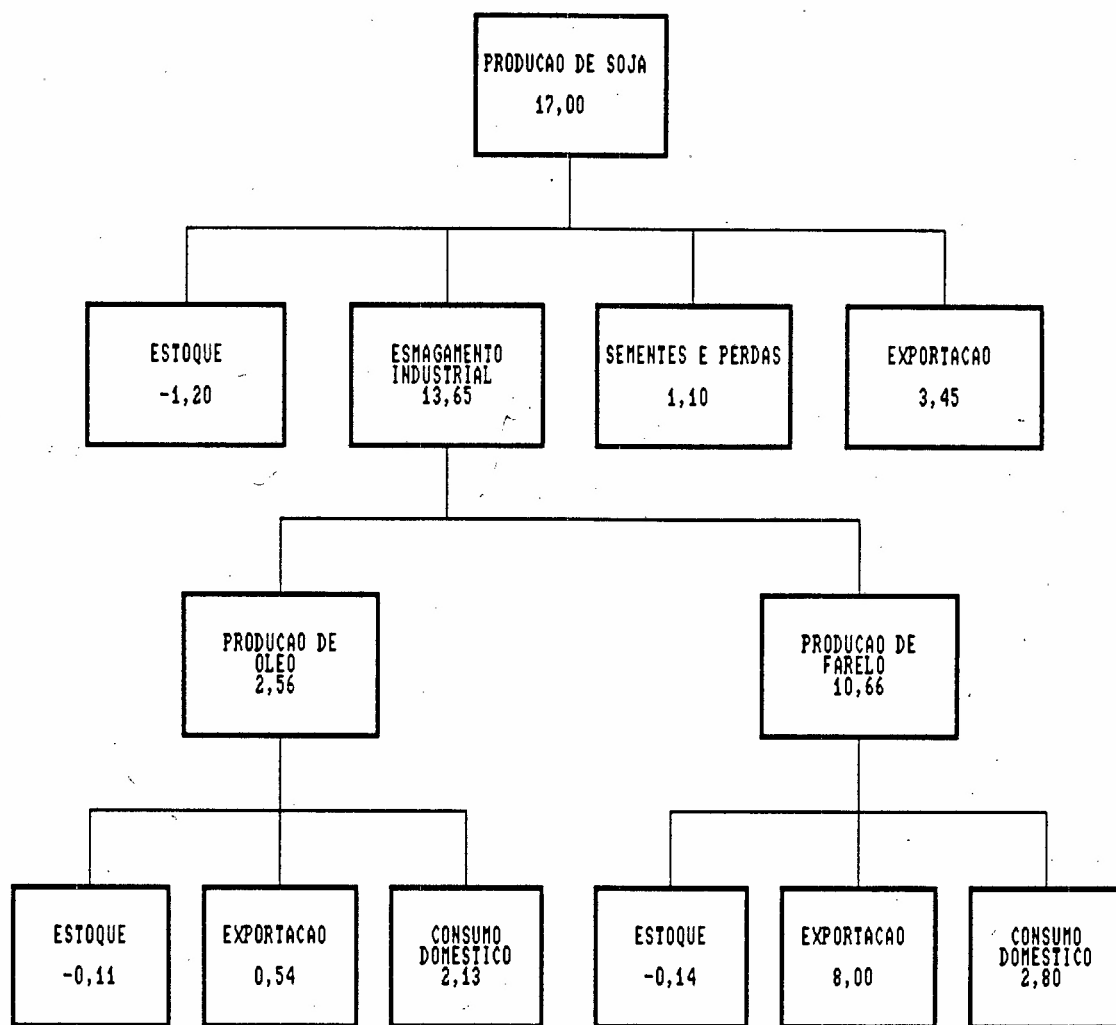 PRODUCAO DE SOJA
17,00
ESTOQUE
-1,20
ESMAGAMENTO
INDUSTRIAL
13,65
SEMENTES E PERDAS
1,10
EXPORTACAO
3,45
PRODUCAO DE
OLEO
2,56
PRODUCAO DE
FARELO
10,66
ESTOQUE
-0,11
EXPORTACAO
0,54
CONSUMO
DOMESTICO
2,13
ESTOQUE
-0,14
EXPORTACAO
8,00
CONSUMO
DOMESTICO
2,80